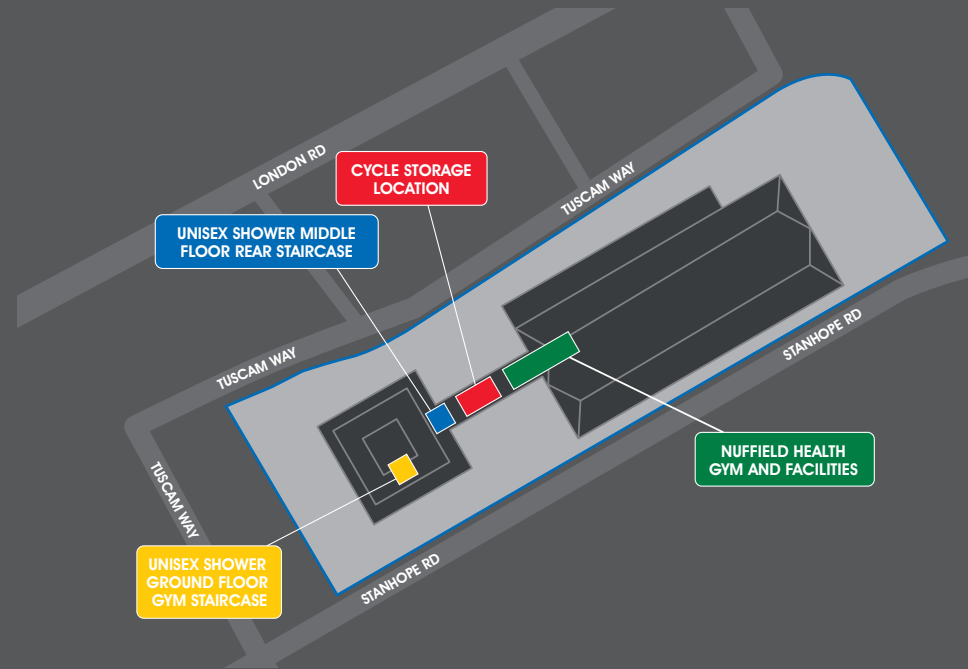 LONDON RD
CYCLE STORAGE
LOCATION
TUSCAM WAY
UNISEX SHOWER MIDDLE
FLOOR REAR STAIRCASE
STANHOPE RD
TUSCAM WAY
NUFFIELD HEALTH
GYM AND FACILITIES
TUSCAM WAY
UNISEX SHOWER
GROUND FLOOR
GYM STAIRCASE
STANHOPE RD